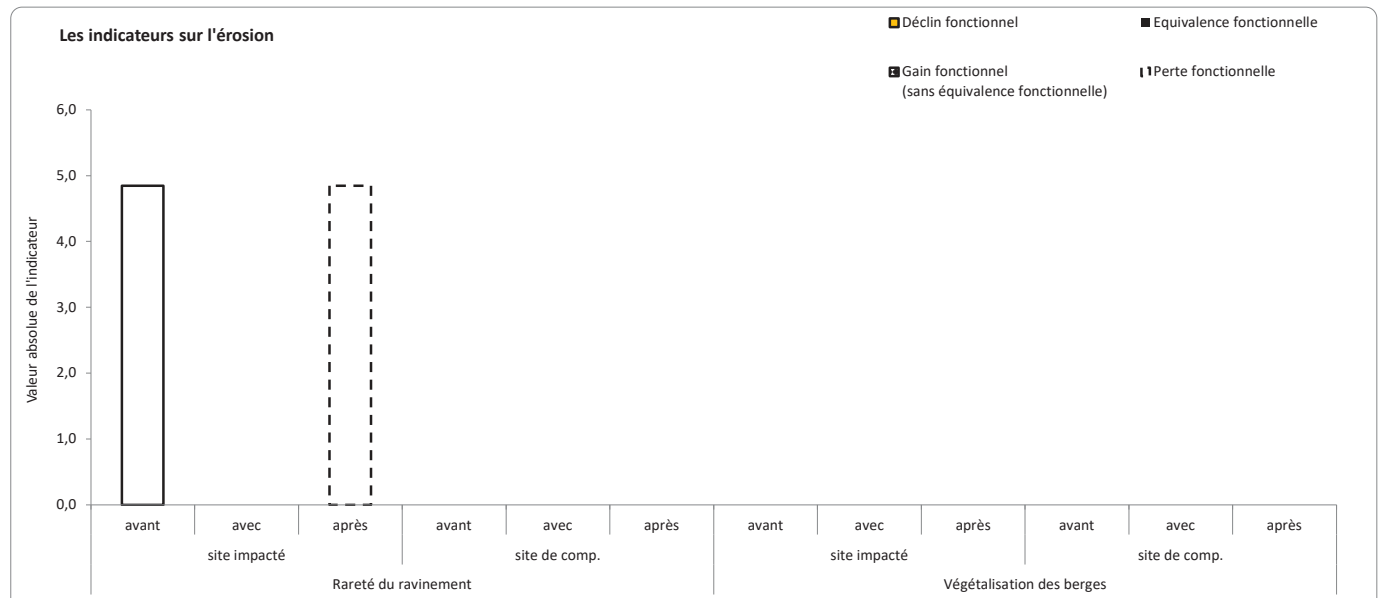 Les indicateurs sur l'érosion
Déclin fonctionnel
Equivalence fonctionnelle
Gain fonctionnel
(sans équivalence fonctionnelle)
Perte fonctionnelle
Valeur absolue de l'indicateur
6,0
5,0
4,0
3,0
2,0
1,0
0,0
avant avec après avant avec après avant avec après avant avec après
site impacté site de comp. site impacté site de comp.
Rareté du ravinement Végétalisation des berges